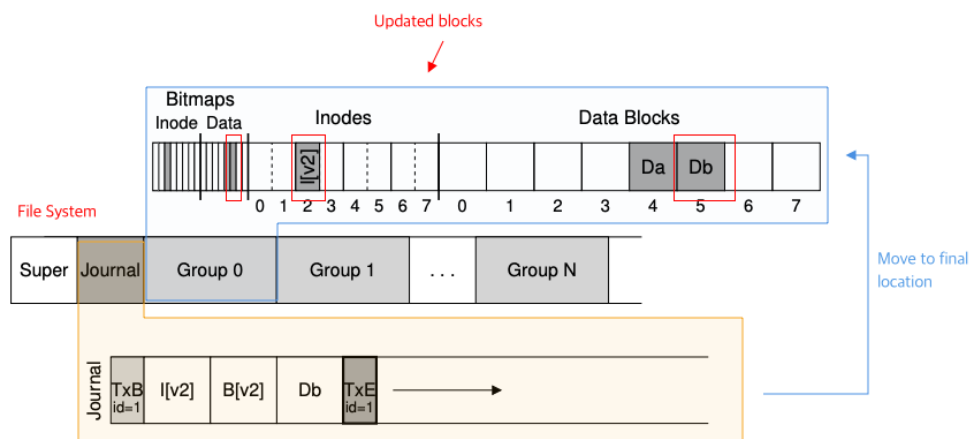 Updated blocks
Bitmaps
Inode Data
Inodes
Data Blocks
I[v2]
Da
Db
0 1 2 3 4 5 6 7
0 1 2 3 4 5 6 7
File System
Super
Journal
Group 0
Group 1
. . .
Group N
Move to final
location
Journal
TxB
id=1
I[v2]
B[v2]
Db
TxE
id=1